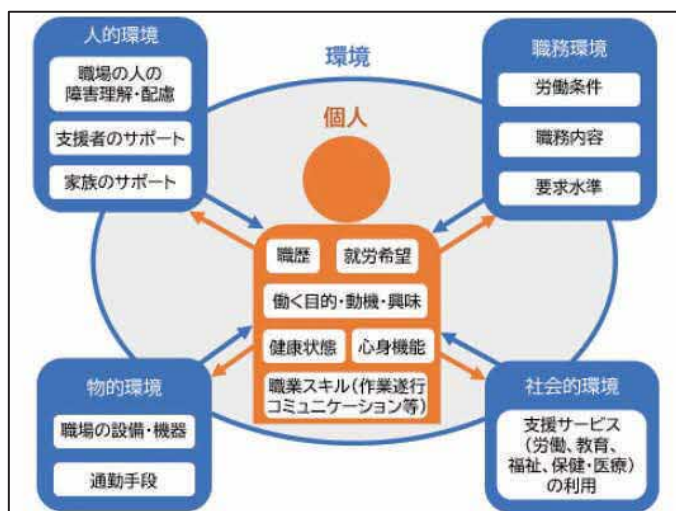 人的環境
職場の人の
障害理解・配慮
支援者のサポート
家族のサポート
環境
個人
職務環境
労働条件
職務内容
要求水準
職歴
就労希望
働く目的・動機・興味
健康状態
心身機能
職業スキル(作業遂行
コミュニケーション等)
物的環境
職場の設備・機器
通勤手段
社会的環境
支援サービス
(労働、教育、
福祉、保健・医療)
の利用